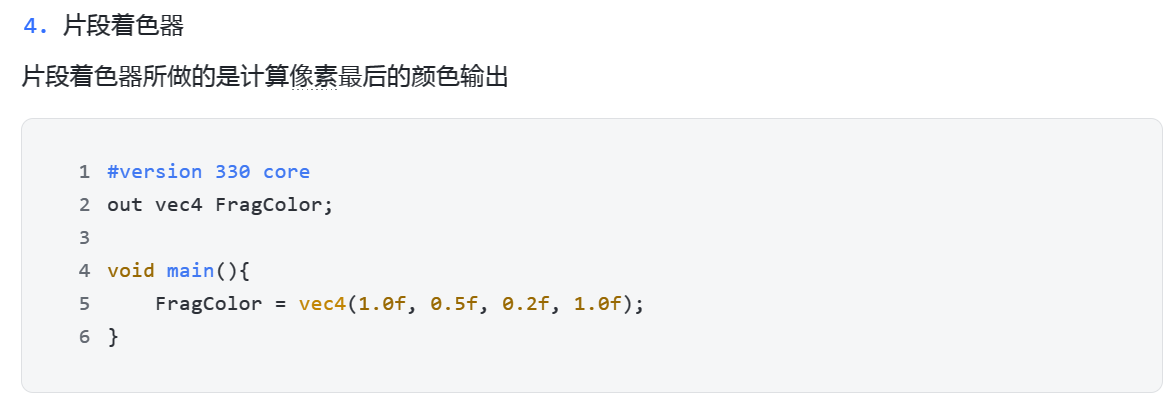 4. 片段着色器
片段着色器所做的是计算像素最后的颜色输出
1 #version 330 core
2 out vec4 FragColor;
3
4 void main(){
5     FragColor = vec4(1.0f, 0.5f, 0.2f, 1.0f);
6 }